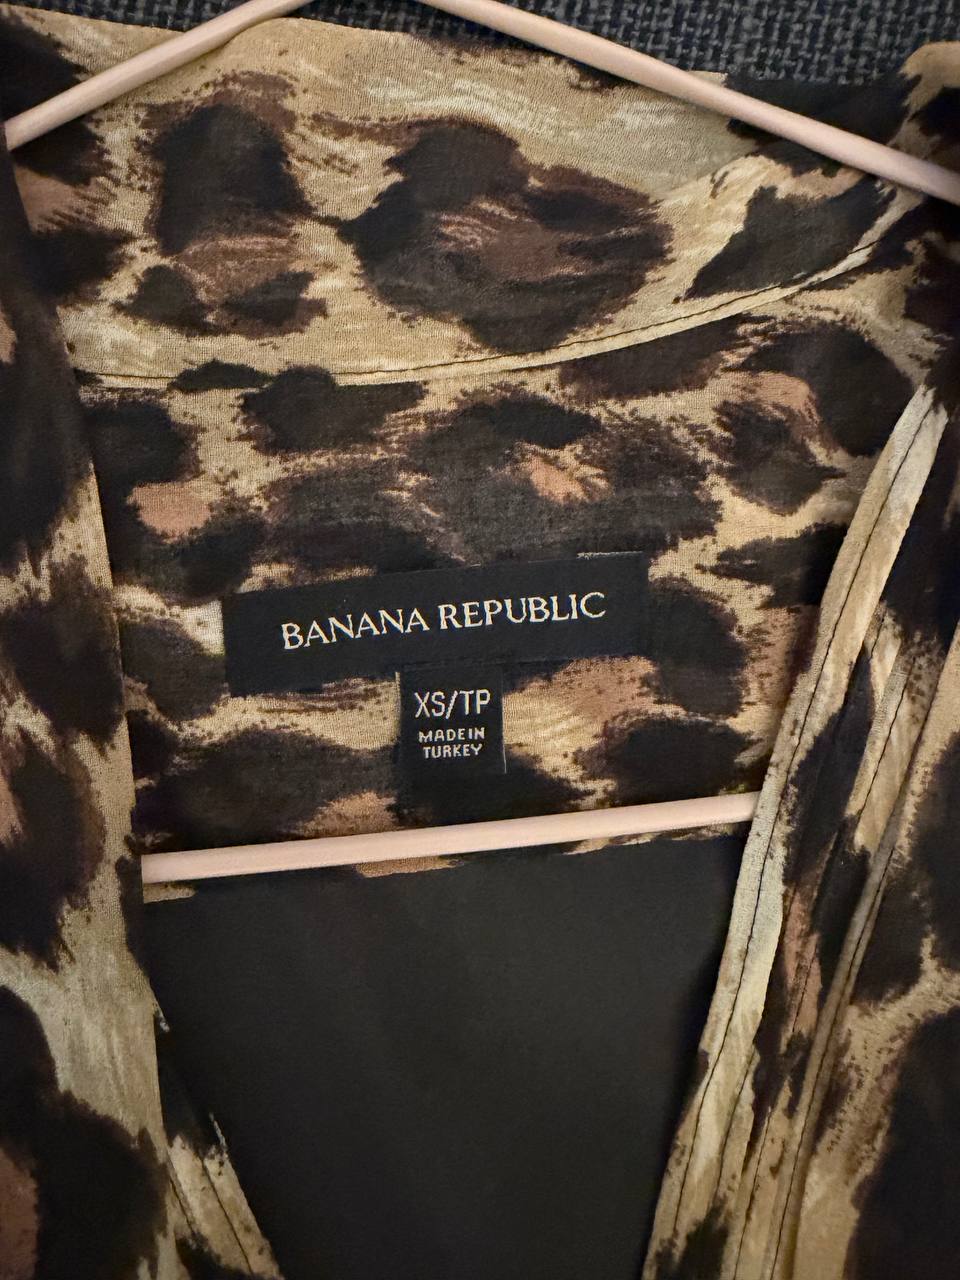 BANANA REPUBLIC
XS/TP
MADE IN
TURKEY